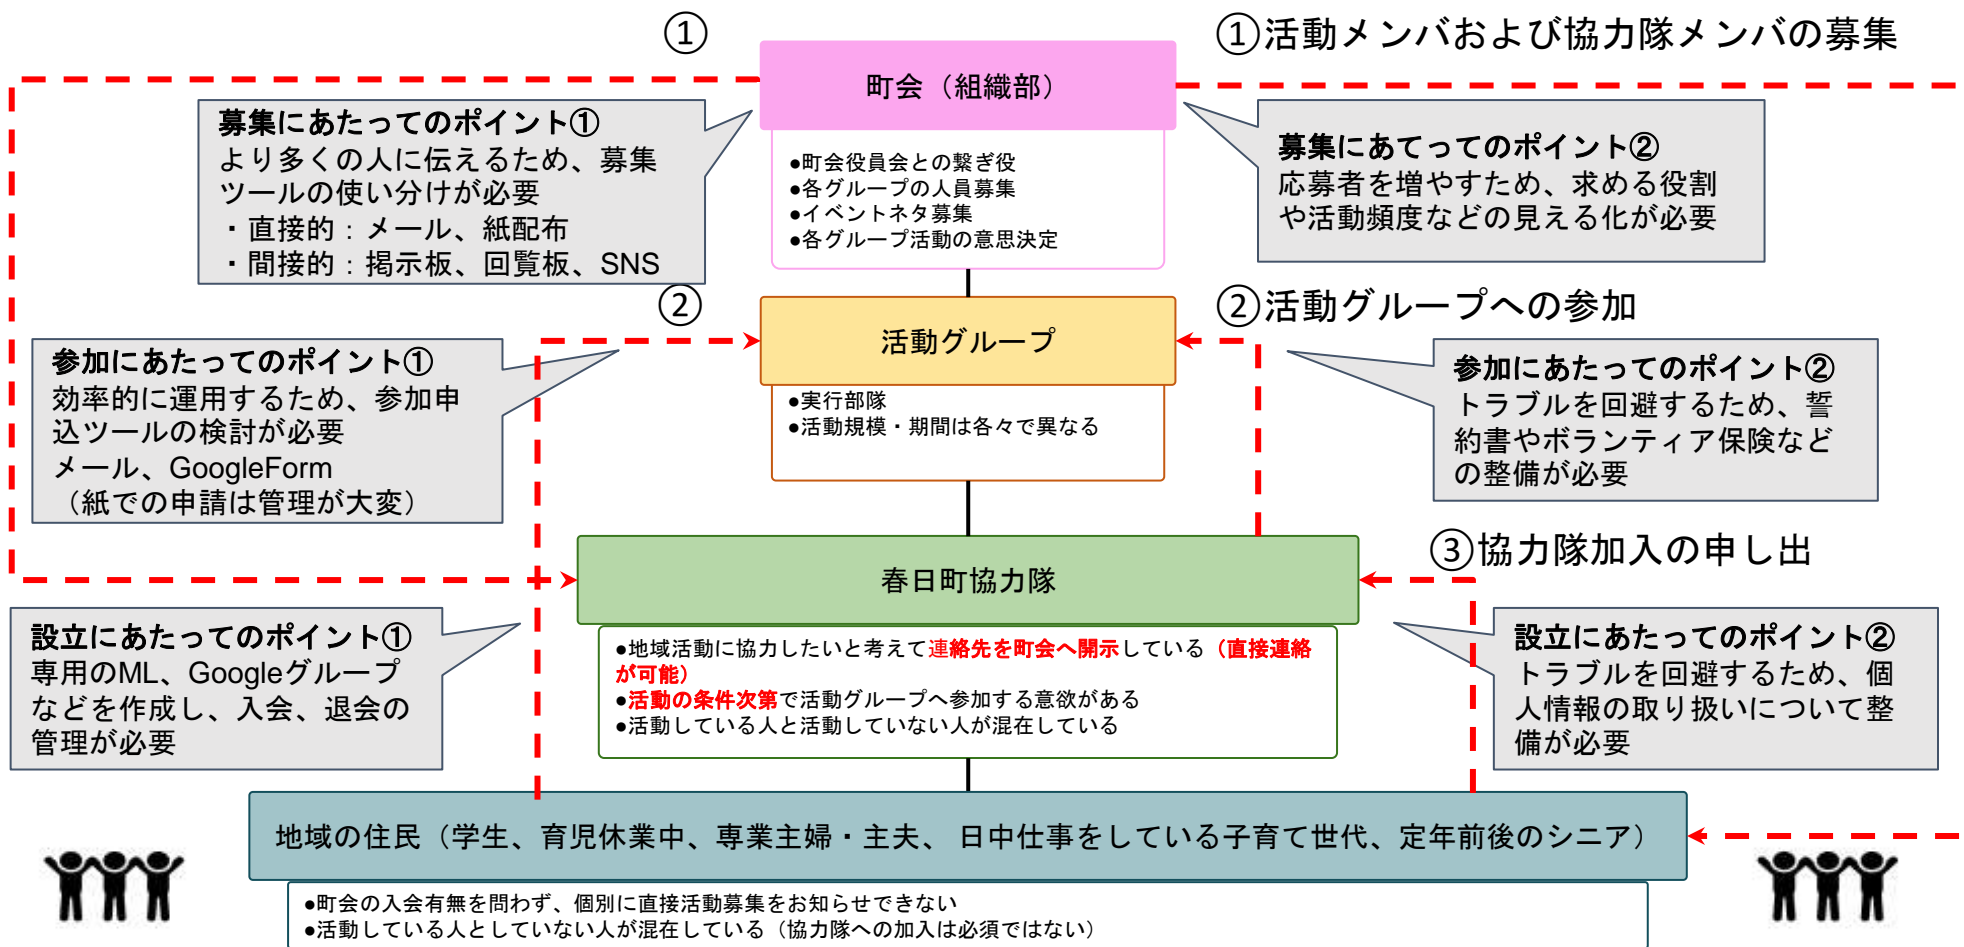 ①
①活動メンバおよび協力隊メンバの募集
町会（組織部）
募集にあたってのポイント①
より多くの人に伝えるため、募集
ツールの使い分けが必要
・直接的：メール、紙配布
・間接的：掲示板、回覧板、SNS
●町会役員会との繋ぎ役
●各グループの人員募集
●イベントネタ募集
●各グループ活動の意思決定
募集にあてってのポイント②
応募者を増やすため、求める役割
や活動頻度などの見える化が必要
②
②活動グループへの参加
活動グループ
参加にあたってのポイント①
効率的に運用するため、参加申
込ツールの検討が必要
メール、GoogleForm
（紙での申請は管理が大変）
●実行部隊
●活動規模・期間は各々で異なる
参加にあたってのポイント②
トラブルを回避するため、誓
約書やボランティア保険など
の整備が必要
③協力隊加入の申し出
春日町協力隊
設立にあたってのポイント①
専用のML、Googleグループ
などを作成し、入会、退会の
管理が必要
●地域活動に協力したいと考えて連絡先を町会へ開示している（直接連絡
が可能）
●活動の条件次第で活動グループへ参加する意欲がある
●活動している人と活動していない人が混在している
設立にあたってのポイント②
トラブルを回避するため、個
人情報の取り扱いについて整
備が必要
地域の住民（学生、育児休業中、専業主婦・主夫、 日中仕事をしている子育て世代、定年前後のシニア）
●町会の入会有無を問わず、個別に直接活動募集をお知らせできない
●活動している人としていない人が混在している（協力隊への加入は必須ではない）